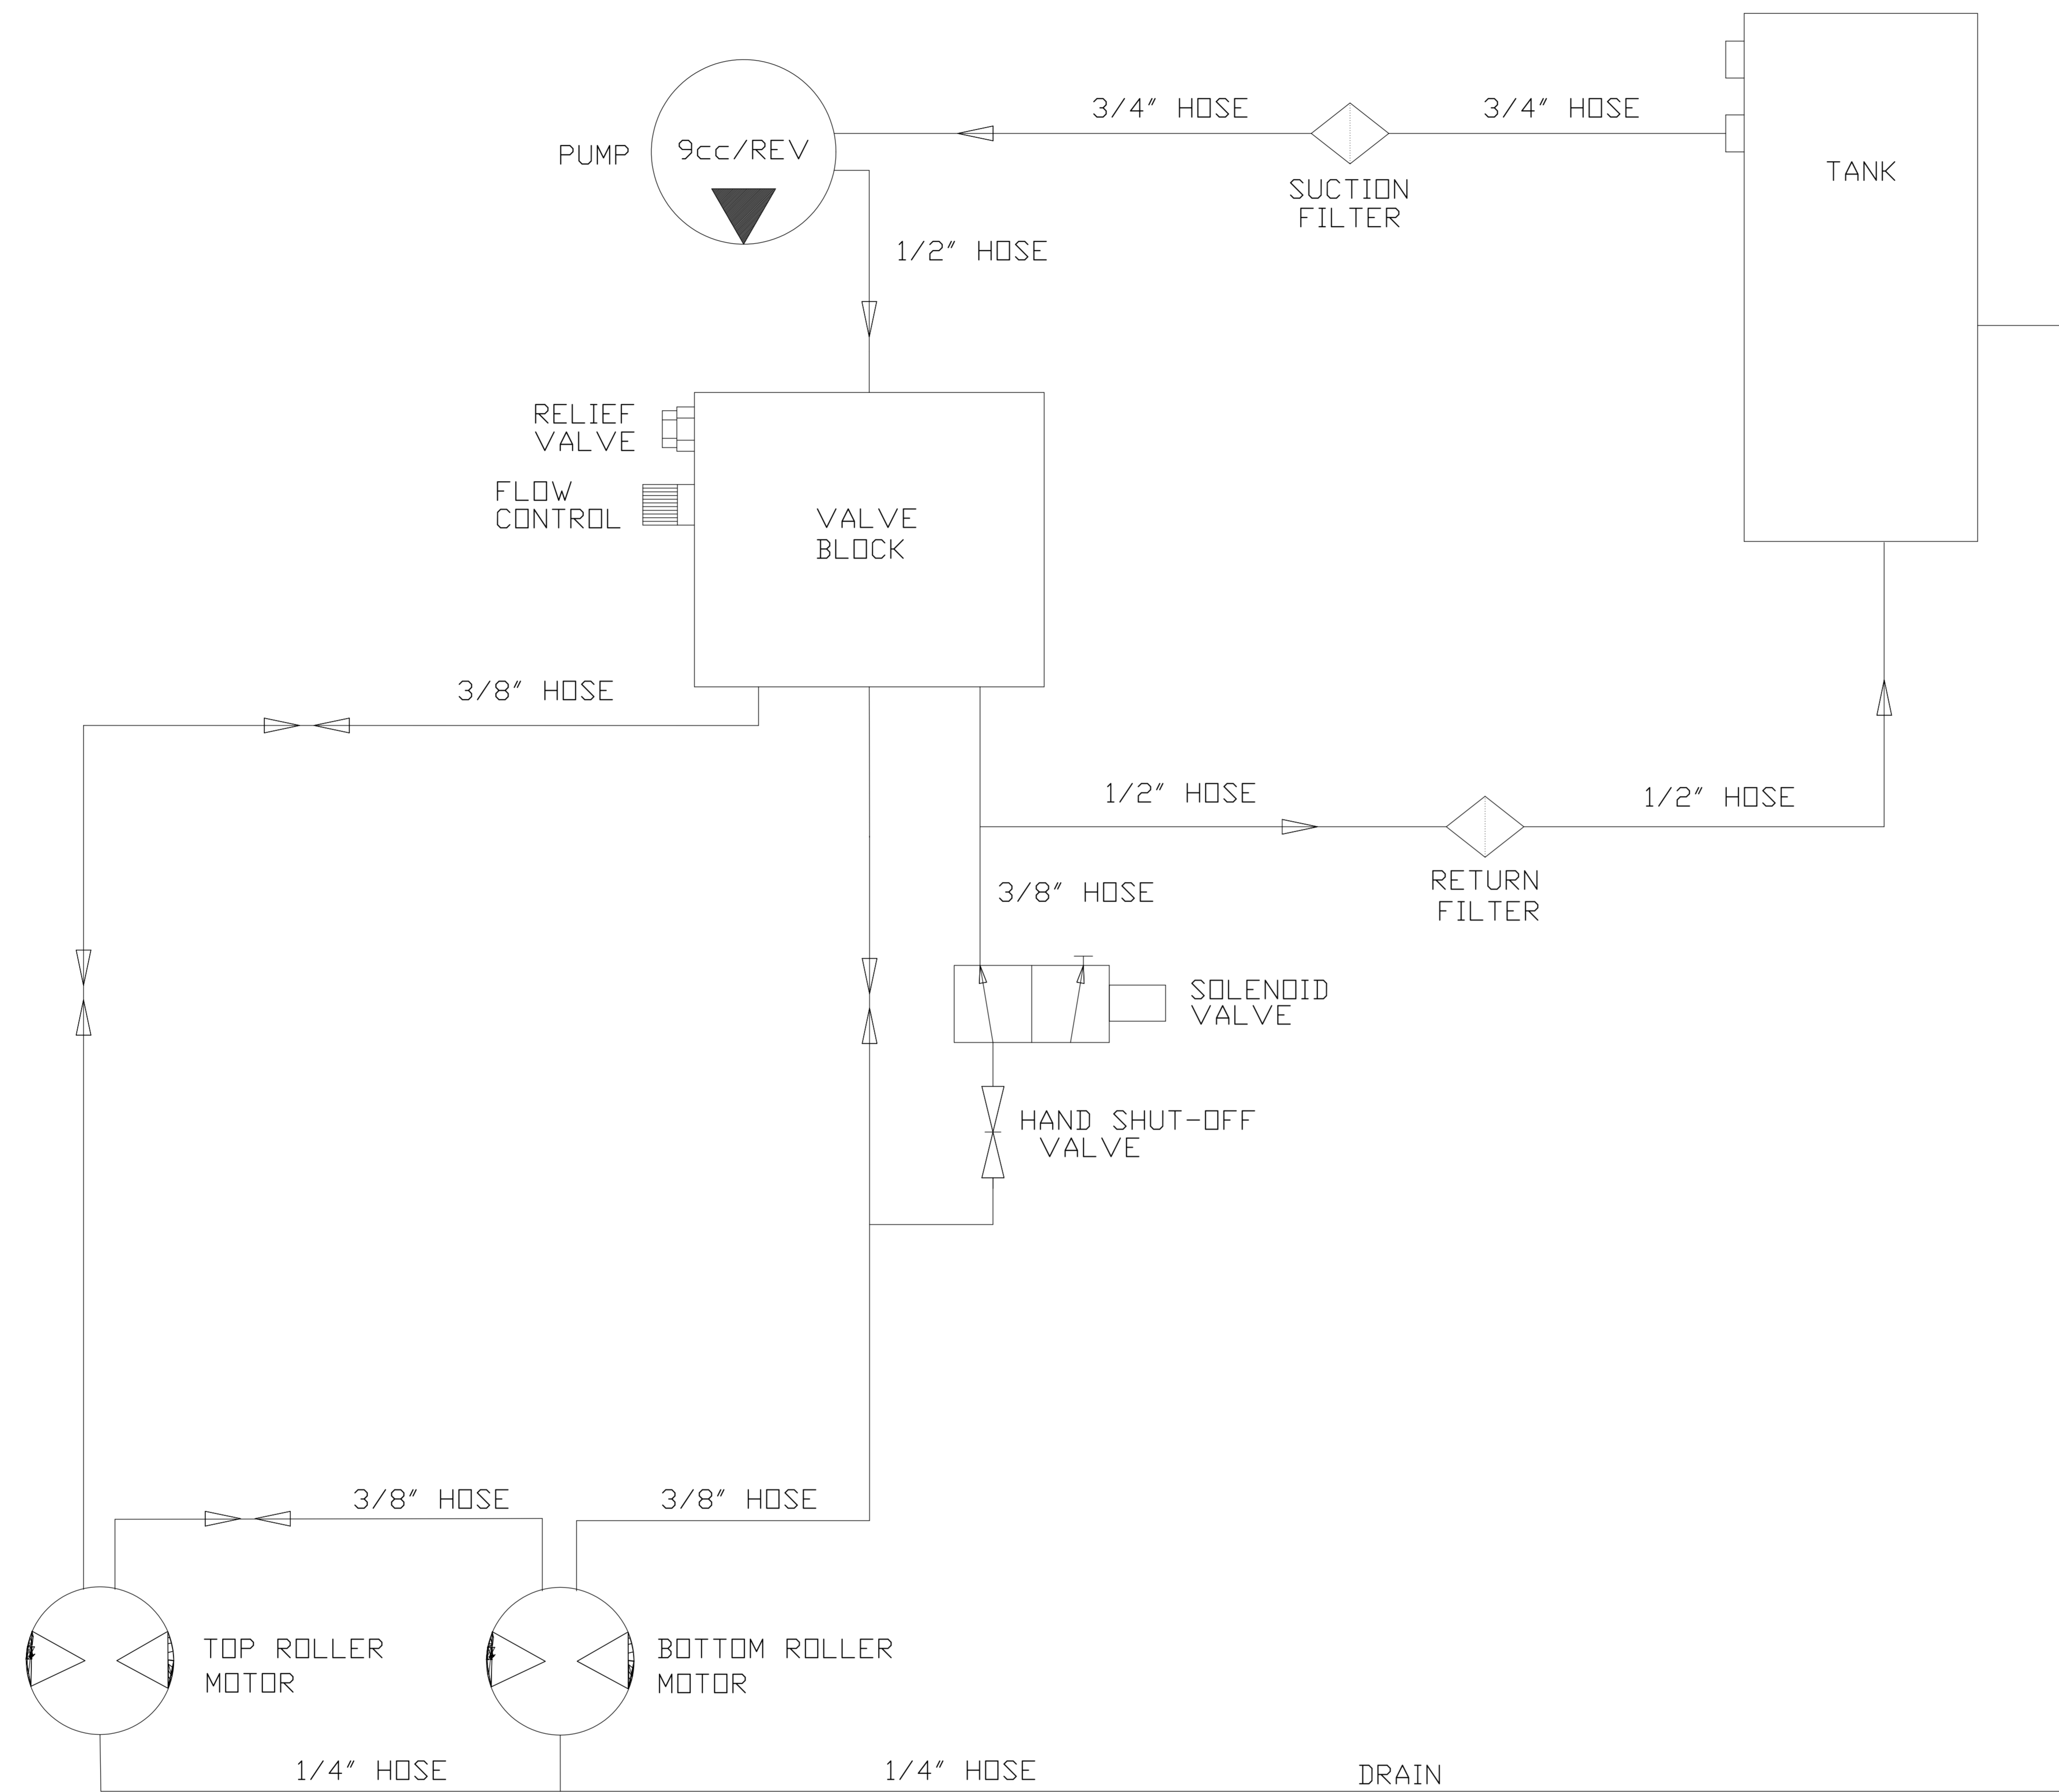 3/4" HOSE
3/4" HOSE
PUMP
9cc/REV
TANK
SUCTION
FILTER
1/2" HOSE
RELIEF
VALVE
FLOW
CONTROL
VALVE
BLOCK
3/8" HOSE
1/2" HOSE
1/2" HOSE
RETURN
FILTER
3/8" HOSE
SOLENOID
VALVE
HAND SHUT-OFF
VALVE
3/8" HOSE
3/8" HOSE
TOP ROLLER
MOTOR
BOTTOM ROLLER
MOTOR
1/4" HOSE
1/4" HOSE
DRAIN